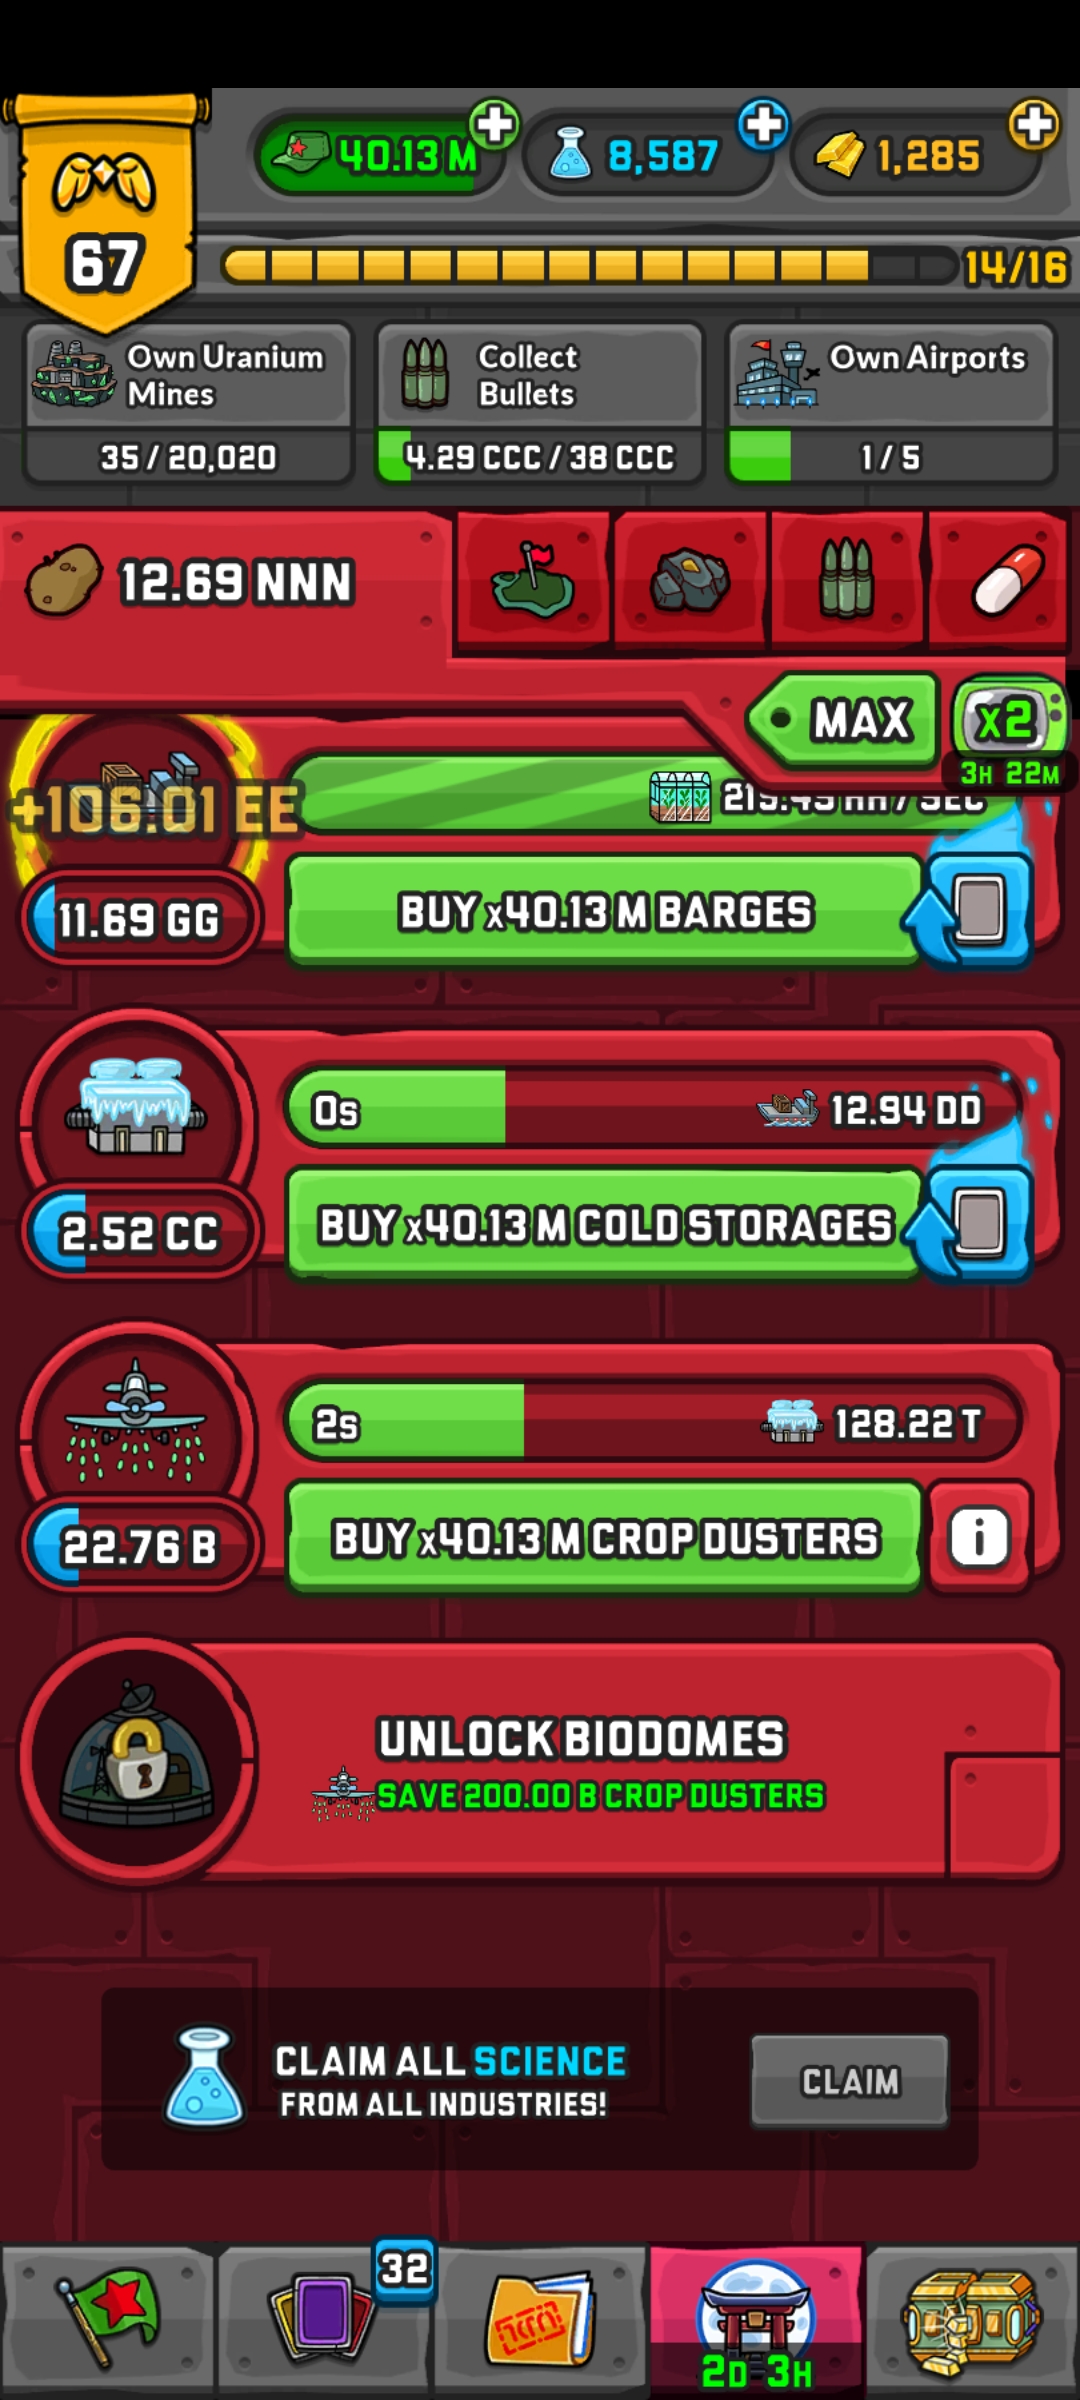 40.13 M
8,587
1,285
67
14/16
Own Uranium
Mines
35 / 20,020
Collect
Bullets
4.29 CCC / 38 CCC
Own Airports
1 / 5
12.69 NNN
MAX
x2
3H 22M
+106.01 EE
11.69 GG
BUY x40.13 M BARGES
0s
12.94 DD
2.52 CC
BUY x40.13 M COLD STORAGES
2s
128.22 T
22.76 B
BUY x40.13 M CROP DUSTERS
i
UNLOCK BIODOMES
SAVE 200.00 B CROP DUSTERS
CLAIM ALL SCIENCE
FROM ALL INDUSTRIES!
CLAIM
32
2D 3H